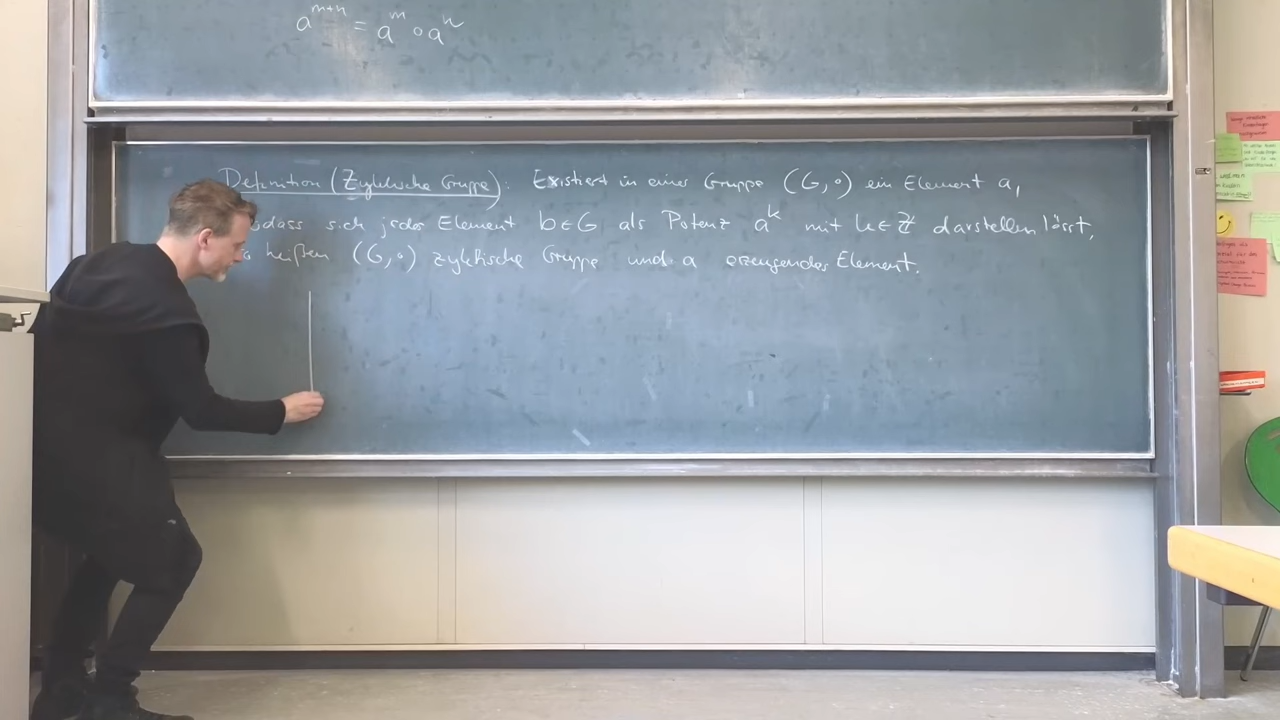 a^{m+n} = a^m ∘ a^n
Definition (Zyklische Gruppe): Existiert in einer Gruppe (G,∘) ein Element a,
sodass sich jedes Element b∈G als Potenz a^k mit k∈ℤ darstellen lässt,
heißen (G,∘) zyklische Gruppe und a erzeugendes Element.